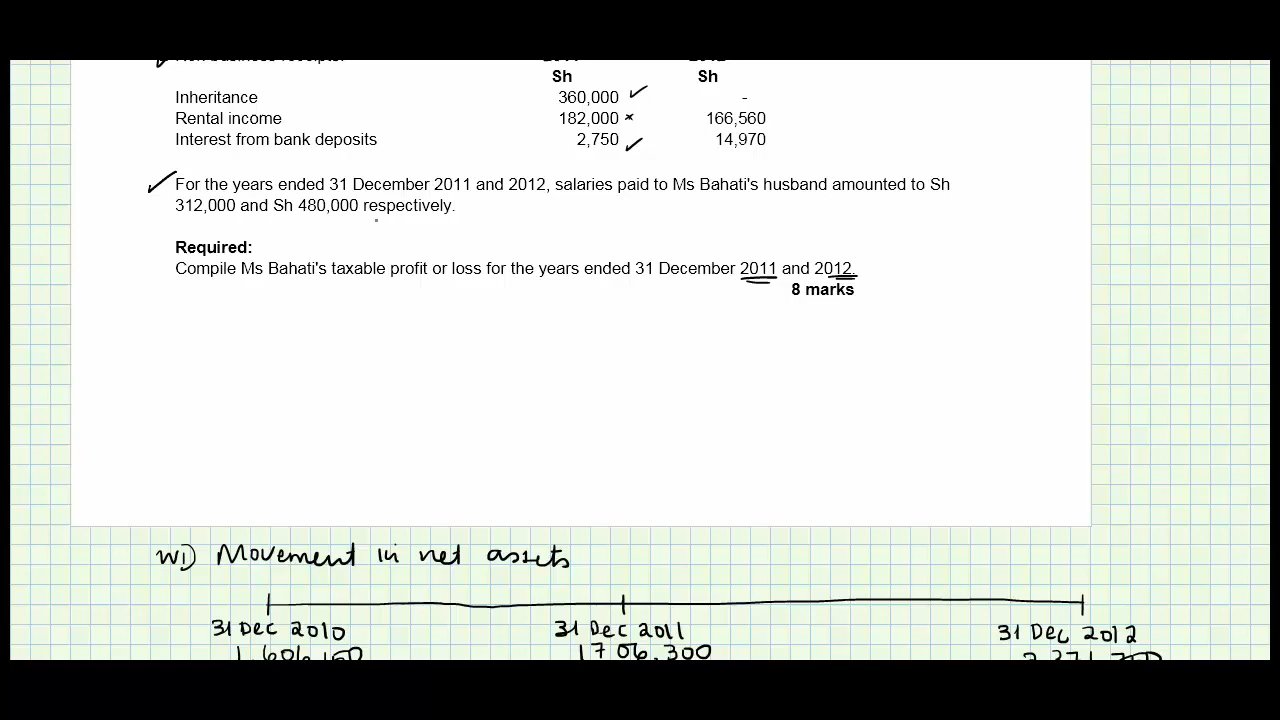 Sh Sh
Inheritance 360,000 -
Rental income 182,000 166,560
Interest from bank deposits 2,750 14,970
For the years ended 31 December 2011 and 2012, salaries paid to Ms Bahati's husband amounted to Sh
312,000 and Sh 480,000 respectively.
Required:
Compile Ms Bahati's taxable profit or loss for the years ended 31 December 2011 and 2012.
8 marks
W1) Movement in net assets
31 Dec 2010 31 Dec 2011 31 Dec 2012
1 706,300